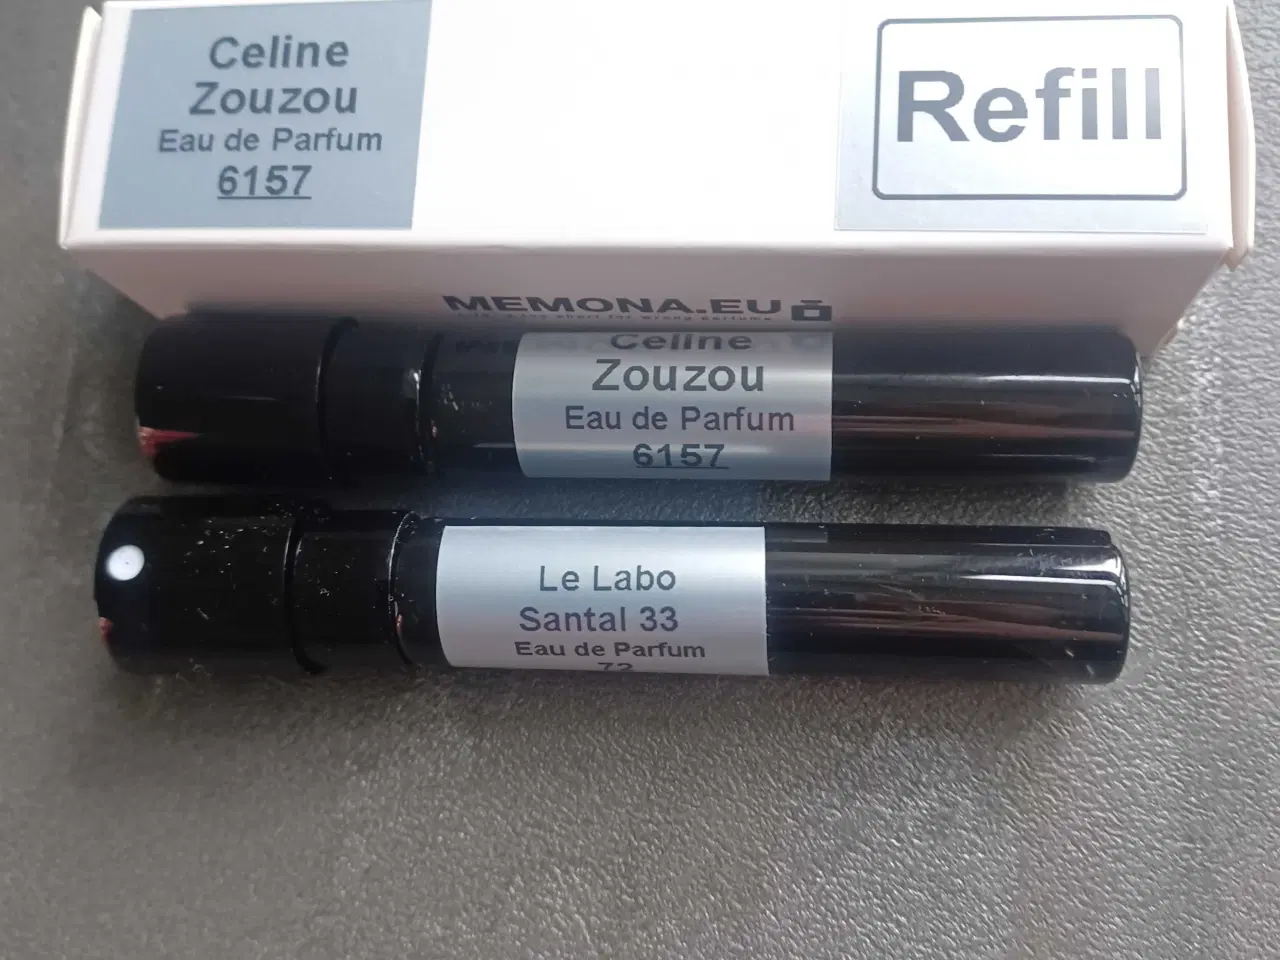 Celine
Zouzou
Eau de Parfum
6157
Refill
MEMONA.EU
Celine
Zouzou
Eau de Parfum
6157
Le Labo
Santal 33
Eau de Parfum
72